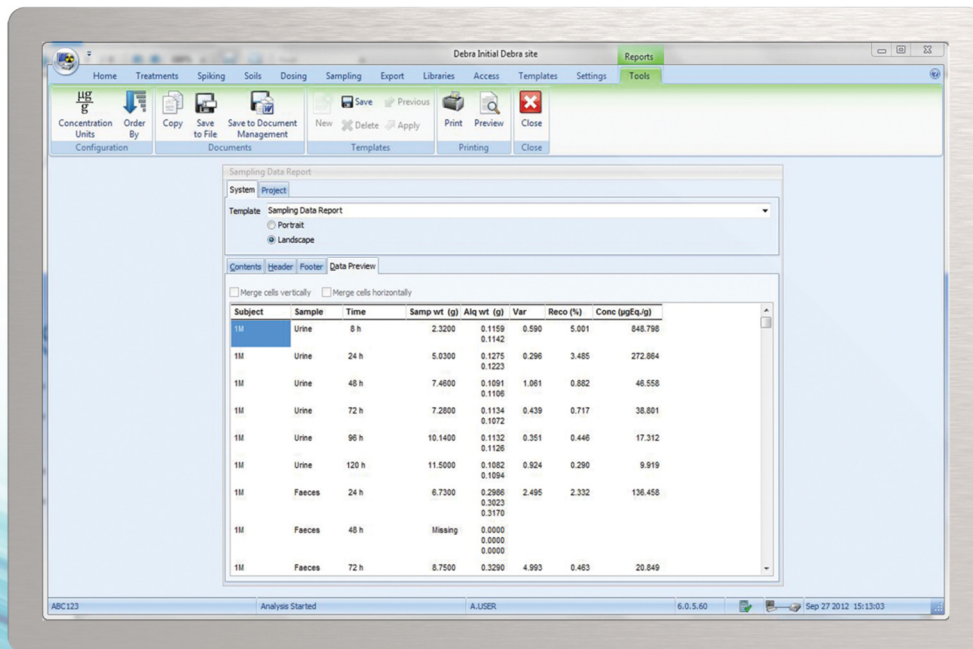 Debra Initial Debra site
Reports
Home Treatments Spiking Soils Dosing Sampling Export Libraries Access Templates Settings Tools
µg
g
Concentration Units
Order By
Copy
Save to File
Save to Document Management
New
Save
Delete
Previous
Apply
Print
Preview
Close
Configuration Documents Templates Printing Close
Sampling Data Report
System Project
Template Sampling Data Report
Portrait
Landscape
Contents Header Footer Data Preview
Merge cells vertically Merge cells horizontally
Subject Sample Time Samp wt (g) Alq wt (g) Var Reco (%) Conc (µgEq./g)
1M Urine 8 h 2.3200 0.1159 0.590 5.001 848.798
0.1142
1M Urine 24 h 5.0300 0.1275 0.296 3.485 272.864
0.1223
1M Urine 48 h 7.4600 0.1091 1.061 0.882 46.558
0.1106
1M Urine 72 h 7.2800 0.1134 0.439 0.717 38.801
0.1072
1M Urine 96 h 10.1400 0.1132 0.351 0.446 17.312
0.1126
1M Urine 120 h 11.5000 0.1082 0.924 0.290 9.919
0.1094
1M Faeces 24 h 6.7300 0.2986 2.495 2.332 136.458
0.3023
0.3170
1M Faeces 48 h Missing 0.0000
0.0000
0.0000
1M Faeces 72 h 8.7500 0.3290 4.993 0.463 20.849
ABC123 Analysis Started A.USER 6.0.5.60 Sep 27 2012 15:13:03